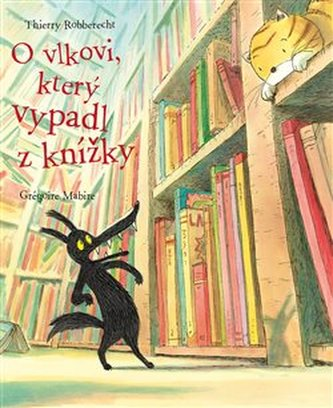 Thierry Robberecht
O vlkovi,
který
vypadl
z knížky
Grégoire Mabire